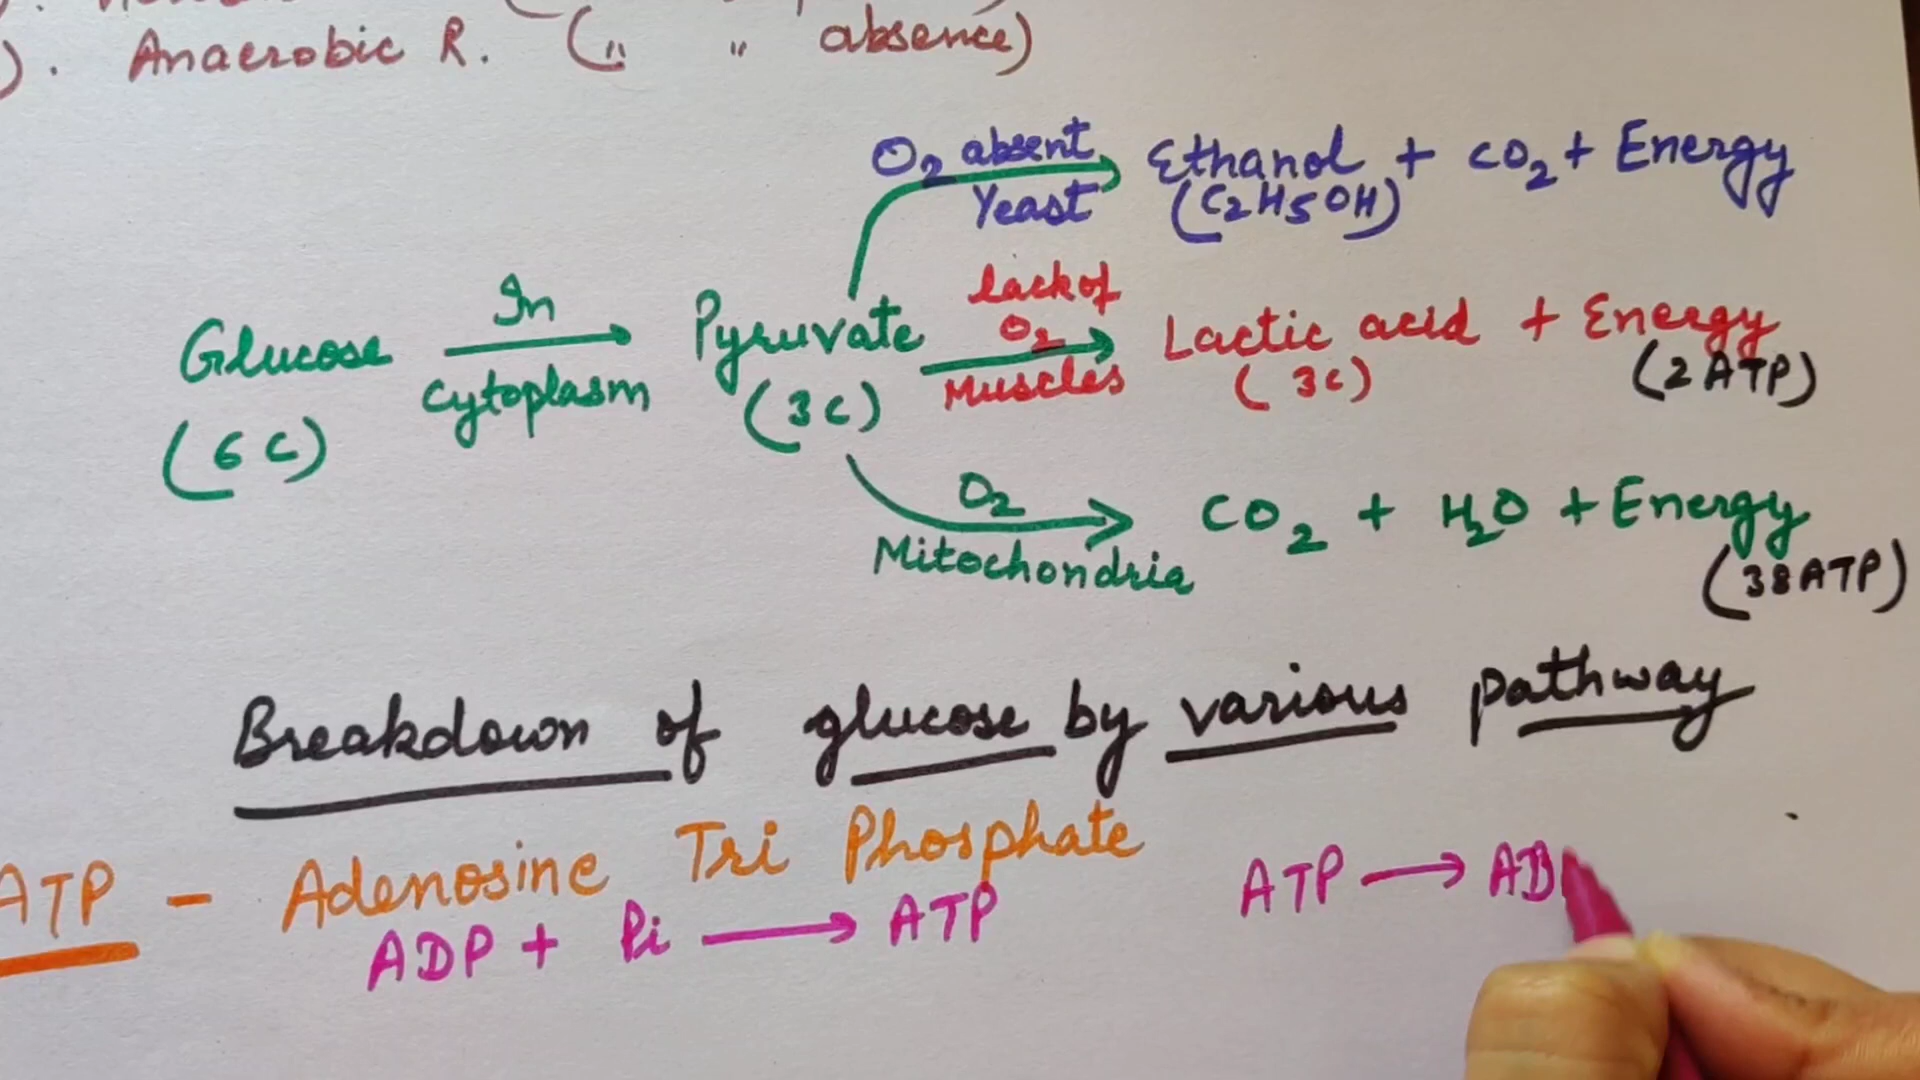 ). Anaerobic R. (" " absence)
O2 absent
Yeast
Ethanol + CO2 + Energy
(C2H5OH)
Glucose
(6C)
In
cytoplasm
Pyruvate
(3C)
lack of
O2
Muscles
Lactic acid + Energy
(3C)
(2 ATP)
O2
Mitochondria
CO2 + H2O + Energy
(38ATP)
Breakdown of glucose by various pathway
ATP - Adenosine Tri Phosphate
ADP + Pi → ATP
ATP → AD